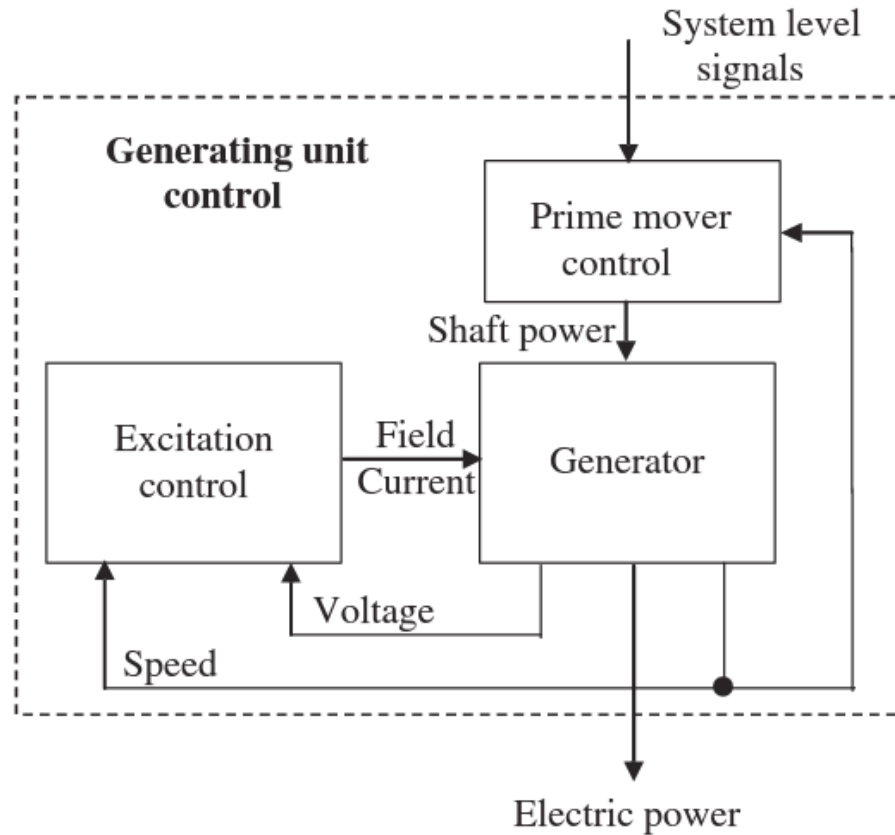 System level
signals
Generating unit
control
Prime mover
control
Shaft power
Excitation
control
Field
Current
Generator
Voltage
Speed
Electric power